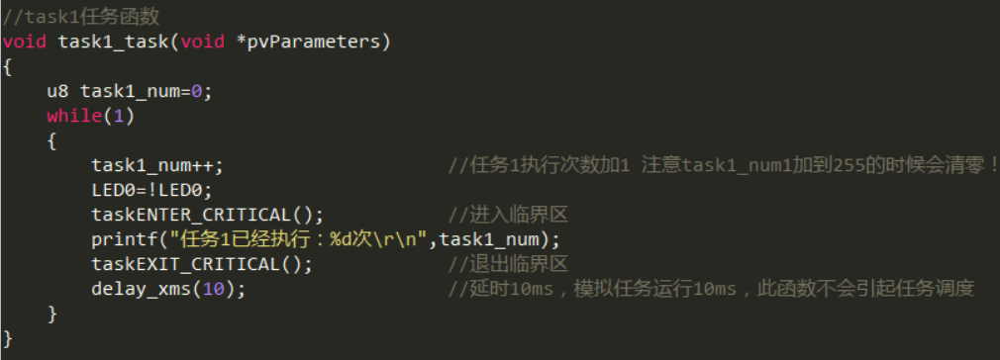 //task1任务函数
void task1_task(void *pvParameters)
{
    u8 task1_num=0;
    while(1)
    {
        task1_num++;                    //任务1执行次数加1 注意task1_num1加到255的时候会清零！
        LED0=!LED0;
        taskENTER_CRITICAL();           //进入临界区
        printf("任务1已经执行：%d次\r\n",task1_num);
        taskEXIT_CRITICAL();            //退出临界区
        delay_xms(10);                  //延时10ms，模拟任务运行10ms，此函数不会引起任务调度
    }
}